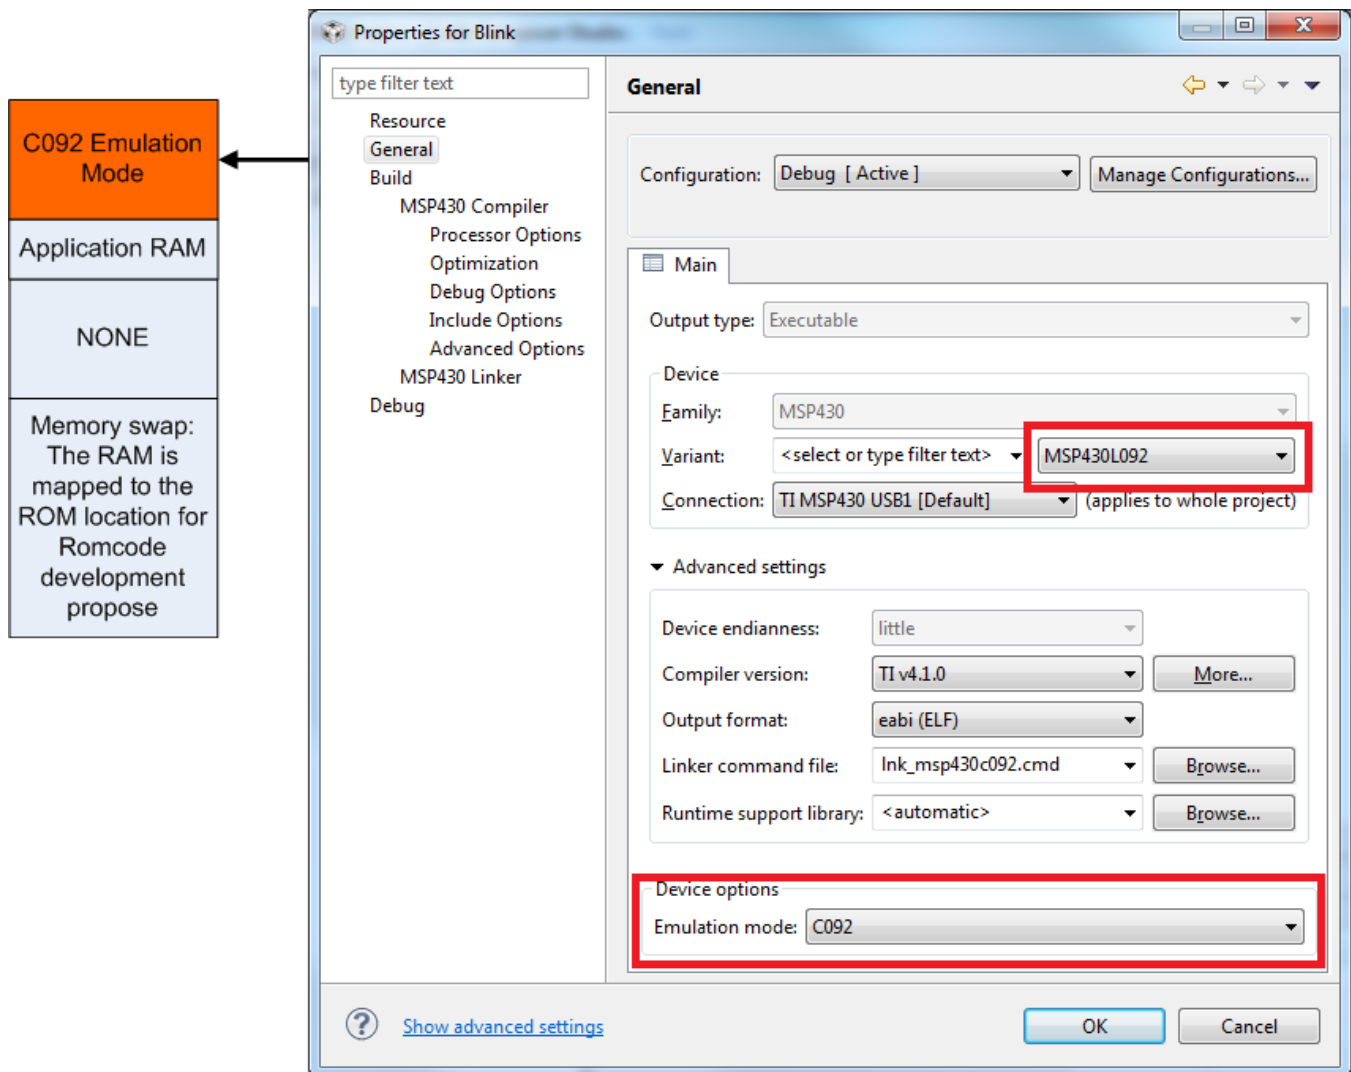 Properties for Blink
type filter text
Resource
General
Build
MSP430 Compiler
Processor Options
Optimization
Debug Options
Include Options
Advanced Options
MSP430 Linker
Debug
C092 Emulation
Mode
Application RAM
NONE
Memory swap:
The RAM is
mapped to the
ROM location for
Romcode
development
propose
General
Configuration: Debug [ Active ] Manage Configurations...
Main
Output type: Executable
Device
Family: MSP430
Variant: <select or type filter text> MSP430L092
Connection: TI MSP430 USB1 [Default] (applies to whole project)
Advanced settings
Device endianness: little
Compiler version: TI v4.1.0 More...
Output format: eabi (ELF)
Linker command file: lnk_msp430c092.cmd Browse...
Runtime support library: <automatic> Browse...
Device options
Emulation mode: C092
Show advanced settings
OK Cancel